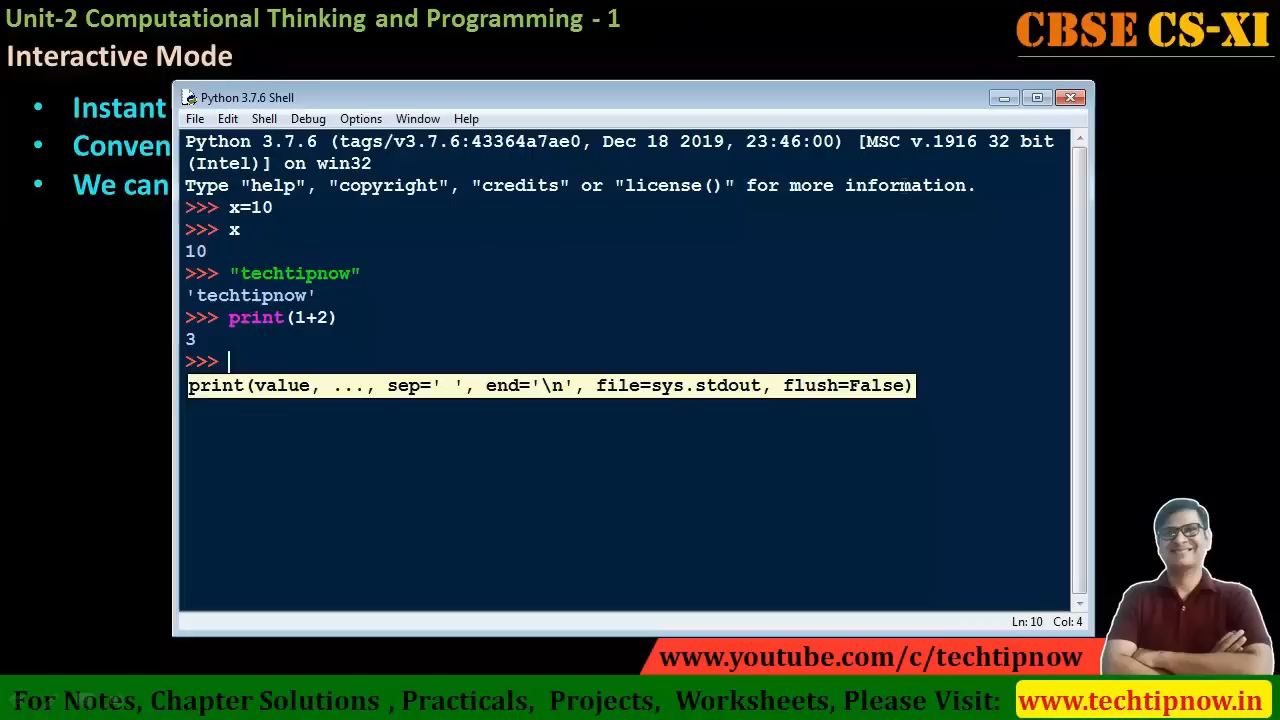 Unit-2 Computational Thinking and Programming - 1
CBSE CS-XI
Interactive Mode
• Instant
• Conven
• We can
Python 3.7.6 Shell
File Edit Shell Debug Options Window Help
Python 3.7.6 (tags/v3.7.6:43364a7ae0, Dec 18 2019, 23:46:00) [MSC v.1916 32 bit
(Intel)] on win32
Type "help", "copyright", "credits" or "license()" for more information.
>>> x=10
>>> x
10
>>> "techtipnow"
'techtipnow'
>>> print(1+2)
3
>>>
print(value, ..., sep=' ', end='\n', file=sys.stdout, flush=False)
Ln: 10 Col: 4
www.youtube.com/c/techtipnow
For Notes, Chapter Solutions , Practicals, Projects, Worksheets, Please Visit: www.techtipnow.in